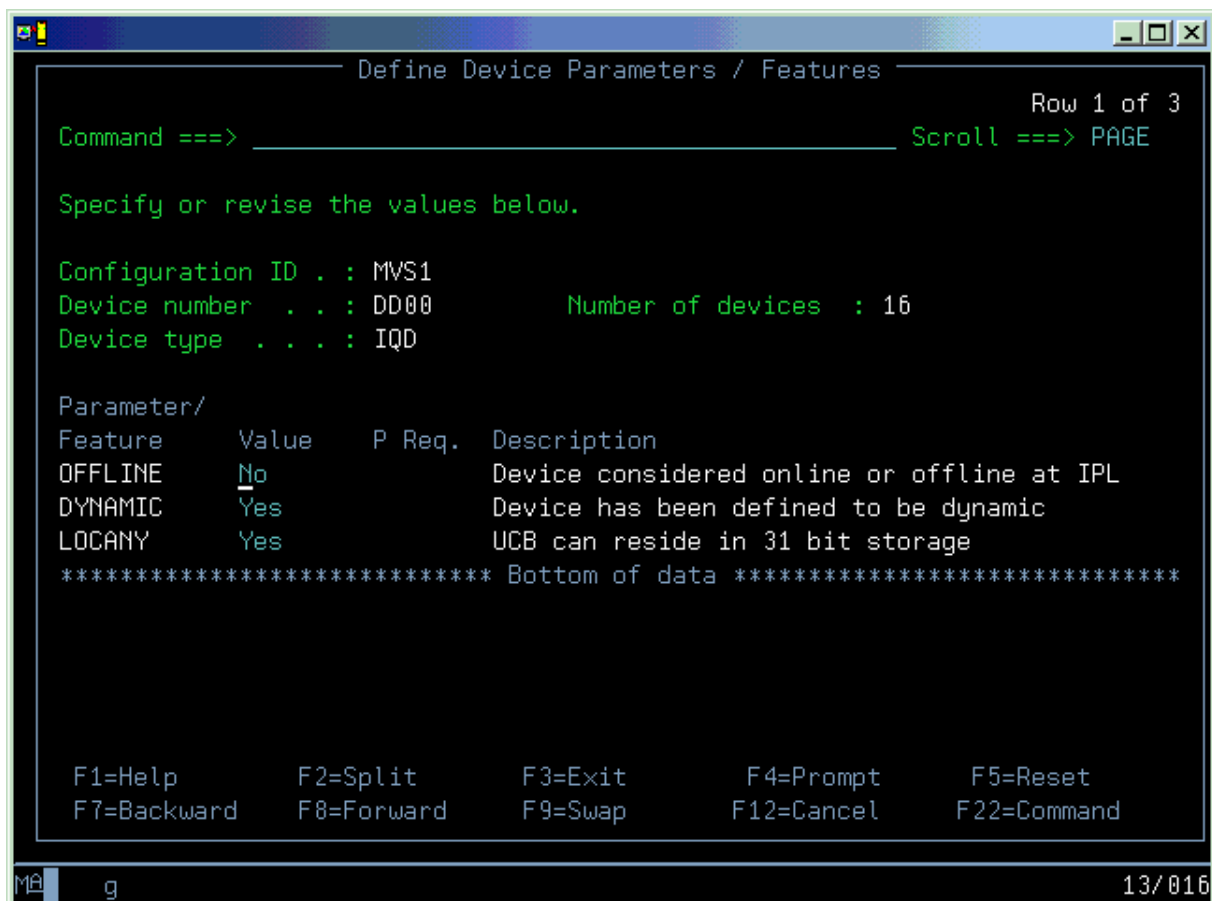 Define Device Parameters / Features
Row 1 of 3
Command ===> ___________________________________________ Scroll ===> PAGE
Specify or revise the values below.
Configuration ID . : MVS1
Device number . . : DD00 Number of devices : 16
Device type . . . : IQD
Parameter/
Feature Value P Req. Description
OFFLINE No Device considered online or offline at IPL
DYNAMIC Yes Device has been defined to be dynamic
LOCANY Yes UCB can reside in 31 bit storage
***************************** Bottom of data ******************************
F1=Help F2=Split F3=Exit F4=Prompt F5=Reset
F7=Backward F8=Forward F9=Swap F12=Cancel F22=Command
MA g 13/016